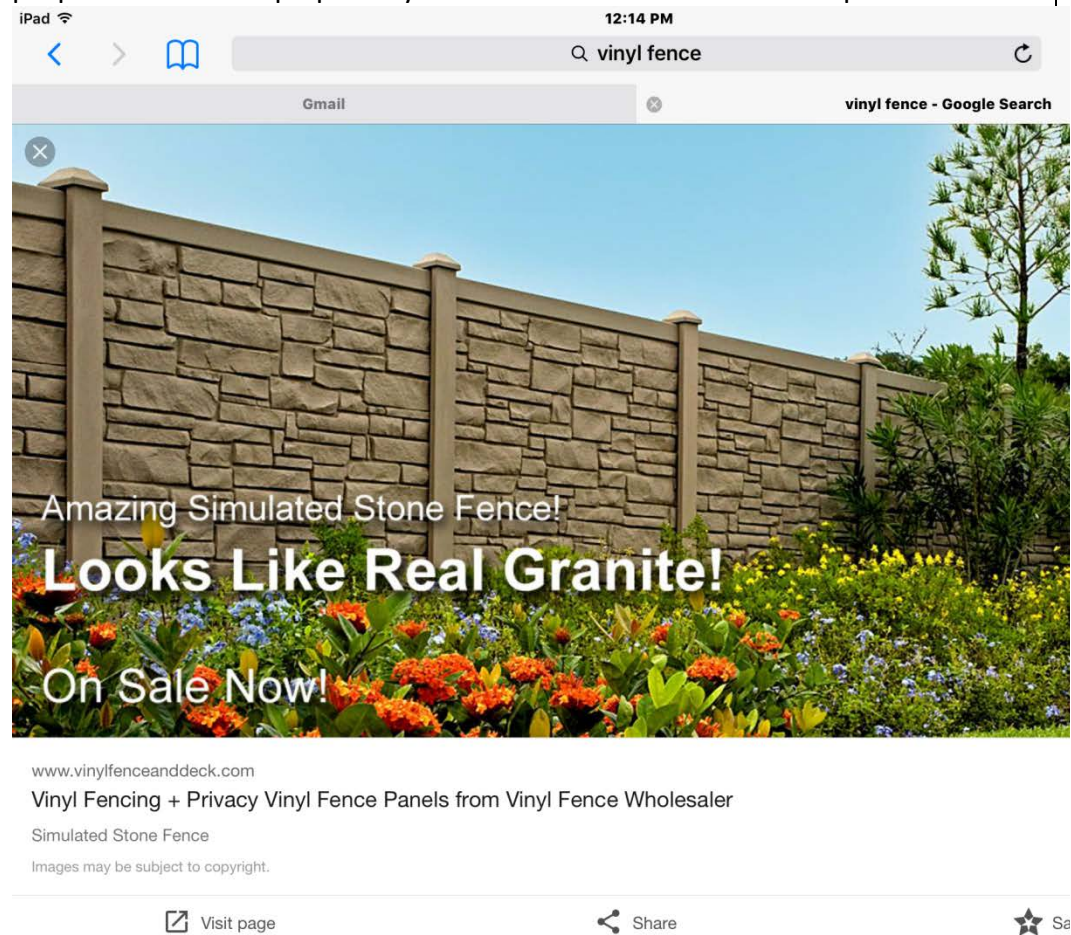 iPad 12:14 PM
vinyl fence
Gmail vinyl fence - Google Search
Amazing Simulated Stone Fence!
Looks Like Real Granite!
On Sale Now!
www.vinylfenceanddeck.com
Vinyl Fencing + Privacy Vinyl Fence Panels from Vinyl Fence Wholesaler
Simulated Stone Fence
Images may be subject to copyright.
Visit page Share Sa